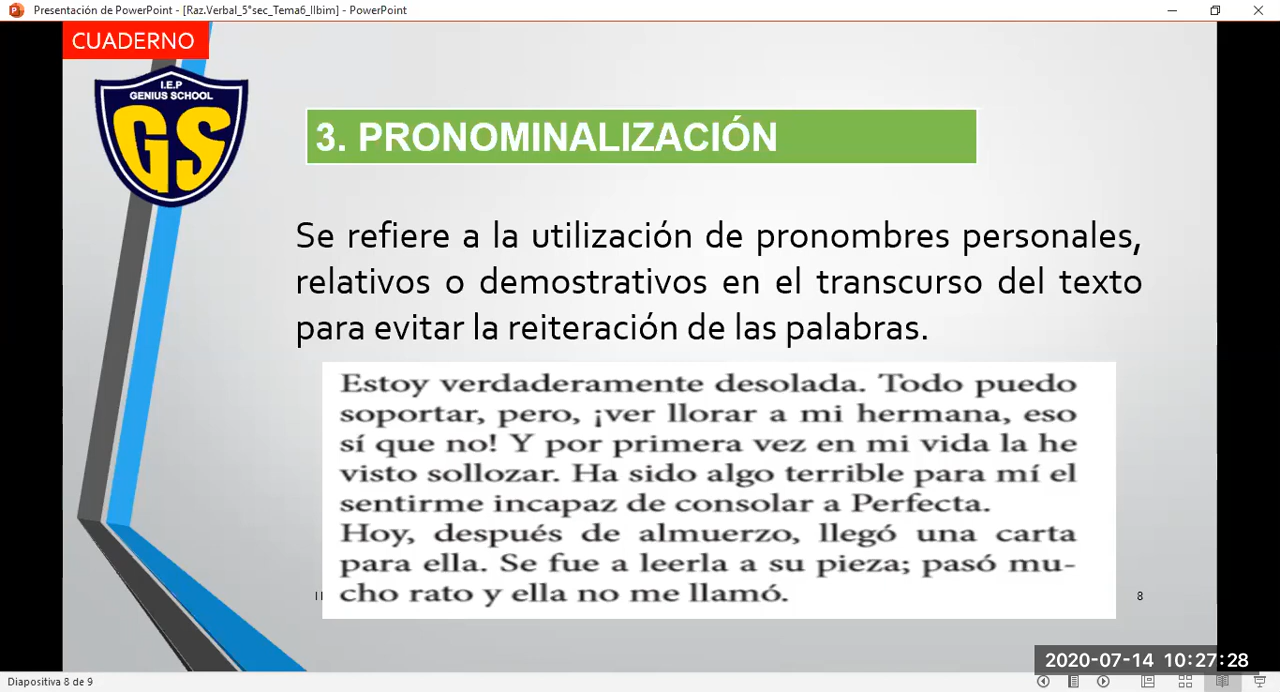 Presentación de PowerPoint - [Raz.Verbal_5°sec_Tema6_IIbim] - PowerPoint
CUADERNO
I.E.P
GENIUS SCHOOL
GS
3. PRONOMINALIZACIÓN
Se refiere a la utilización de pronombres personales,
relativos o demostrativos en el transcurso del texto
para evitar la reiteración de las palabras.
Estoy verdaderamente desolada. Todo puedo
soportar, pero, ¡ver llorar a mi hermana, eso
sí que no! Y por primera vez en mi vida la he
visto sollozar. Ha sido algo terrible para mí el
sentirme incapaz de consolar a Perfecta.
Hoy, después de almuerzo, llegó una carta
para ella. Se fue a leerla a su pieza; pasó mu-
cho rato y ella no me llamó.
8
2020-07-14 10:27:28
Diapositiva 8 de 9